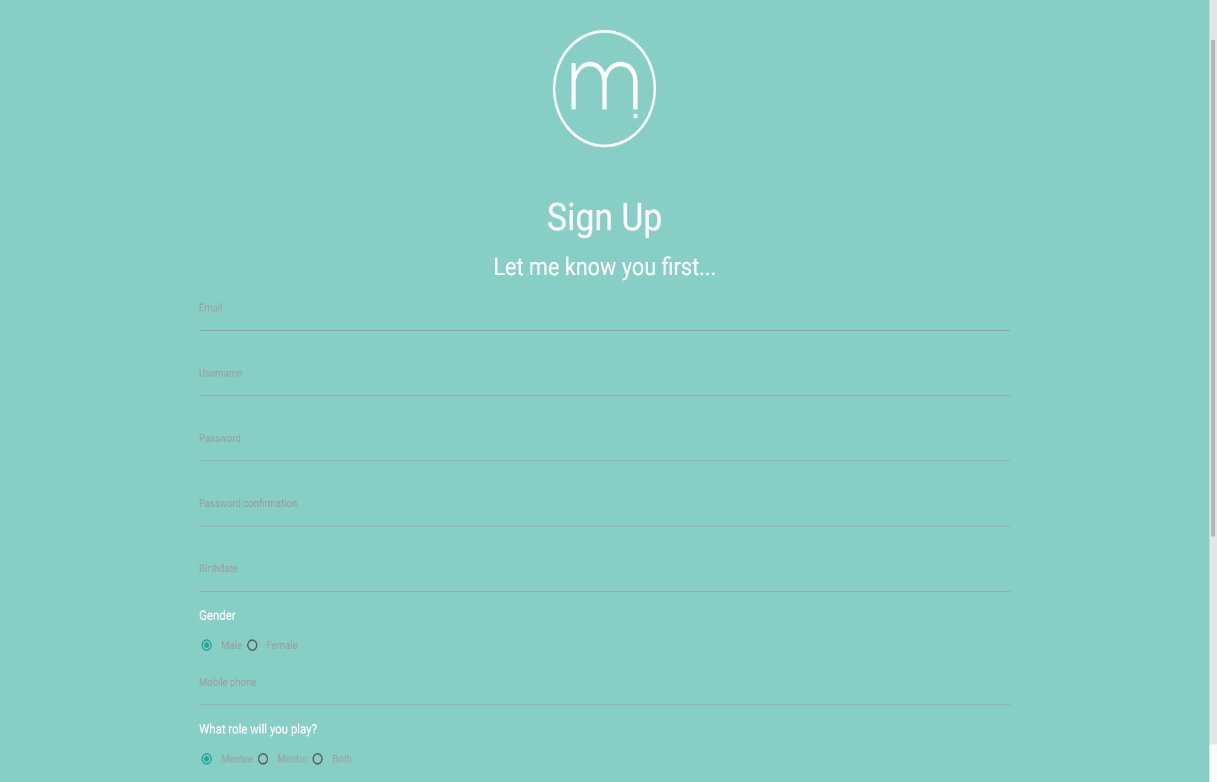 m
Sign Up
Let me know you first...
Email
Username
Password
Password confirmation
Birthdate
Gender
Male Female
Mobile phone
What role will you play?
Mentee Mentor Both